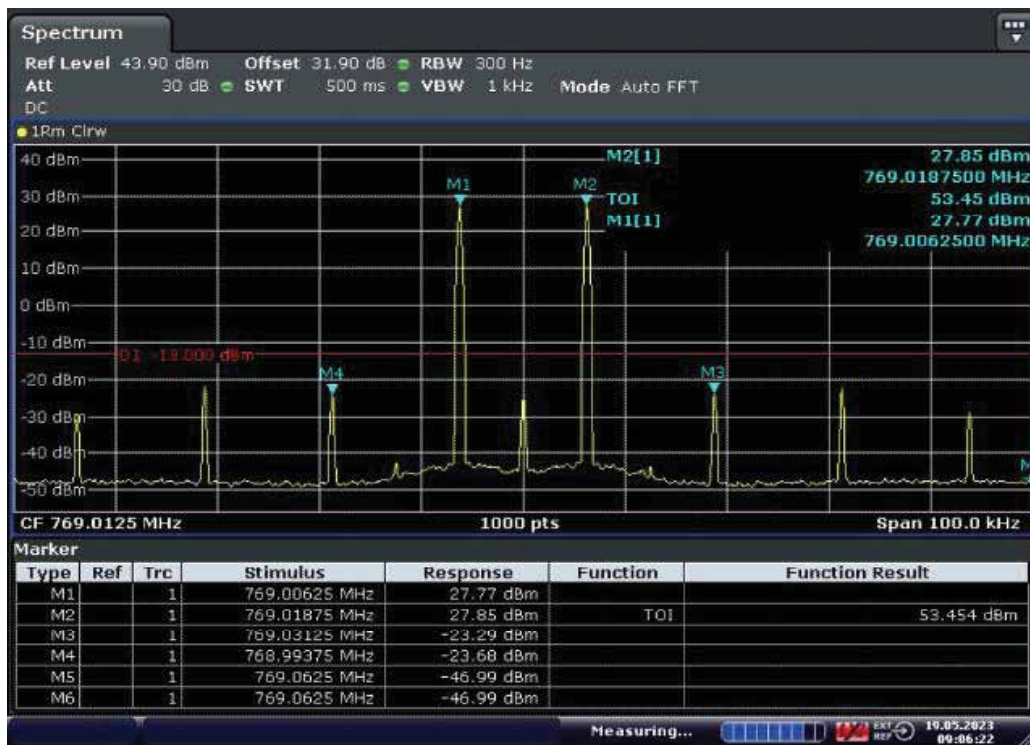 Spectrum
Ref Level 43.90 dBm Offset 31.90 dB RBW 300 Hz
Att 30 dB SWT 500 ms VBW 1 kHz Mode Auto FFT
DC
1Rm Clrw
40 dBm
M2[1] 27.85 dBm
769.0187500 MHz
M1 M2
30 dBm
TOI 53.45 dBm
M1[1] 27.77 dBm
20 dBm
769.0062500 MHz
10 dBm
0 dBm
-10 dBm
D1 -13.000 dBm
M4 M3
-20 dBm
-30 dBm
-40 dBm
M
-50 dBm
CF 769.0125 MHz 1000 pts Span 100.0 kHz
Marker
Type Ref Trc Stimulus Response Function Function Result
M1 1 769.00625 MHz 27.77 dBm
M2 1 769.01875 MHz 27.85 dBm TOI 53.454 dBm
M3 1 769.03125 MHz -23.29 dBm
M4 1 768.99375 MHz -23.68 dBm
M5 1 769.0625 MHz -46.99 dBm
M6 1 769.0625 MHz -46.99 dBm
Measuring... EXT REF 19.05.2023
09:06:22